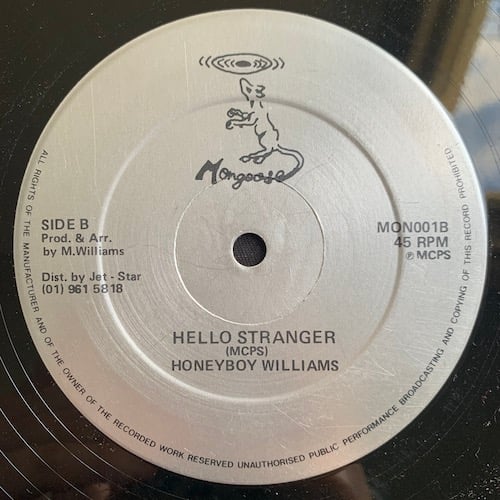 Mongoose
SIDE B
Prod. & Arr.
by M.Williams
Dist. by Jet - Star
(01) 961 5818
MON001B
45 RPM
℗ MCPS
HELLO STRANGER
(MCPS)
HONEYBOY WILLIAMS
ALL RIGHTS OF THE MANUFACTURER AND OF THE OWNER OF THE RECORDED WORK RESERVED UNAUTHORISED PUBLIC PERFORMANCE BROADCASTING AND COPYING OF THIS RECORD PROHIBITED